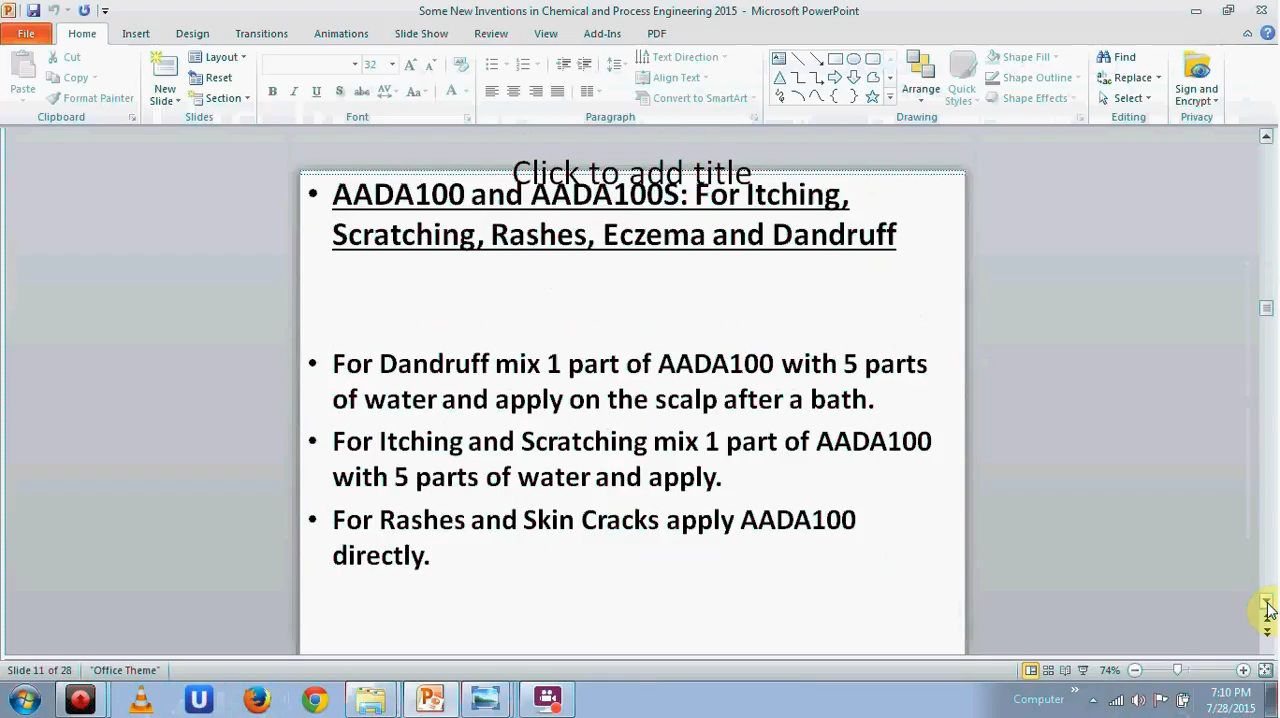 Some New Inventions in Chemical and Process Engineering 2015 - Microsoft PowerPoint
File Home Insert Design Transitions Animations Slide Show Review View Add-Ins PDF
Cut Layout 32 Text Direction Shape Fill Find
Paste Copy New Slide Reset Align Text Arrange Quick Styles Shape Outline Replace Sign and Encrypt
Format Painter Section B I U S abc AV Aa A Convert to SmartArt Shape Effects Select
Clipboard Slides Font Paragraph Drawing Editing Privacy
Click to add title
• AADA100 and AADA100S: For Itching,
Scratching, Rashes, Eczema and Dandruff
• For Dandruff mix 1 part of AADA100 with 5 parts
of water and apply on the scalp after a bath.
• For Itching and Scratching mix 1 part of AADA100
with 5 parts of water and apply.
• For Rashes and Skin Cracks apply AADA100
directly.
Slide 11 of 28 "Office Theme" 74%
Computer 7:10 PM
7/28/2015